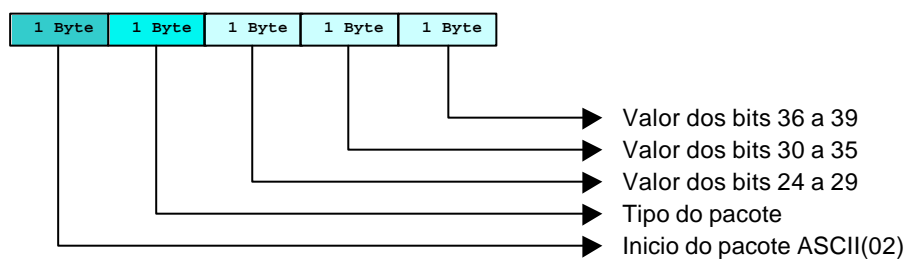 1 Byte 1 Byte 1 Byte 1 Byte 1 Byte
Valor dos bits 36 a 39
Valor dos bits 30 a 35
Valor dos bits 24 a 29
Tipo do pacote
Inicio do pacote ASCII(02)